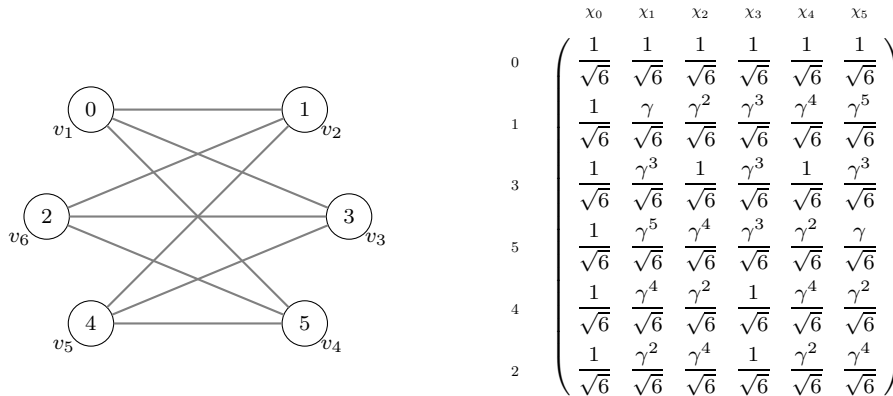 χ₀ χ₁ χ₂ χ₃ χ₄ χ₅
0 1/√6 1/√6 1/√6 1/√6 1/√6 1/√6
1 1/√6 γ/√6 γ²/√6 γ³/√6 γ⁴/√6 γ⁵/√6
3 1/√6 γ³/√6 1/√6 γ³/√6 1/√6 γ³/√6
5 1/√6 γ⁵/√6 γ⁴/√6 γ³/√6 γ²/√6 γ/√6
4 1/√6 γ⁴/√6 γ²/√6 1/√6 γ⁴/√6 γ²/√6
2 1/√6 γ²/√6 γ⁴/√6 1/√6 γ²/√6 γ⁴/√6
0 1
v₁ v₂
2 3
v₆ v₃
4 5
v₅ v₄